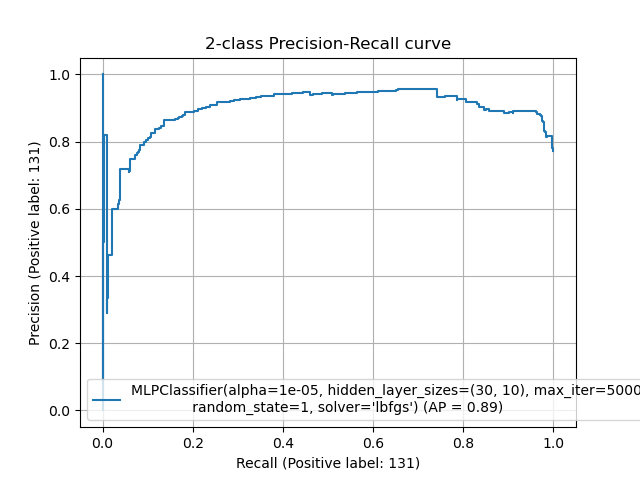 2-class Precision-Recall curve
1.0
0.8
0.6
0.4
0.2
0.0
Precision (Positive label: 131)
MLPClassifier(alpha=1e-05, hidden_layer_sizes=(30, 10), max_iter=5000
random_state=1, solver='lbfgs') (AP = 0.89)
0.0 0.2 0.4 0.6 0.8 1.0
Recall (Positive label: 131)